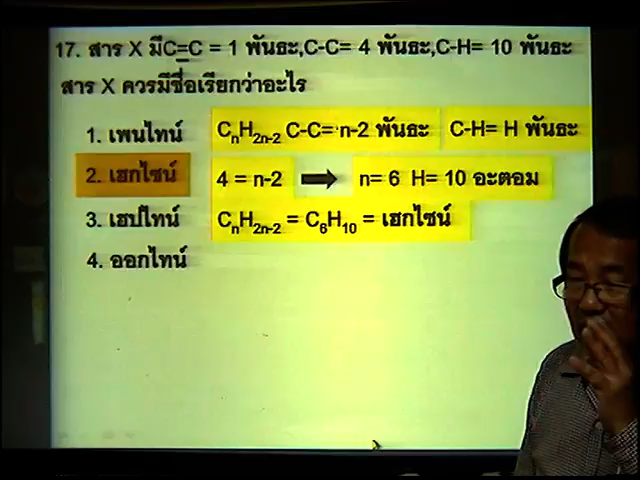 17. สาร X มีC≡C = 1 พันธะ,C-C= 4 พันธะ,C-H= 10 พันธะ
สาร X ควรมีชื่อเรียกว่าอะไร
1. เพนไทน์
CnH2n-2 C-C= n-2 พันธะ
C-H= H พันธะ
2. เฮกไซน์
4 = n-2
n= 6 H= 10 อะตอม
3. เฮปไทน์
CnH2n-2 = C6H10 = เฮกไซน์
4. ออกไทน์